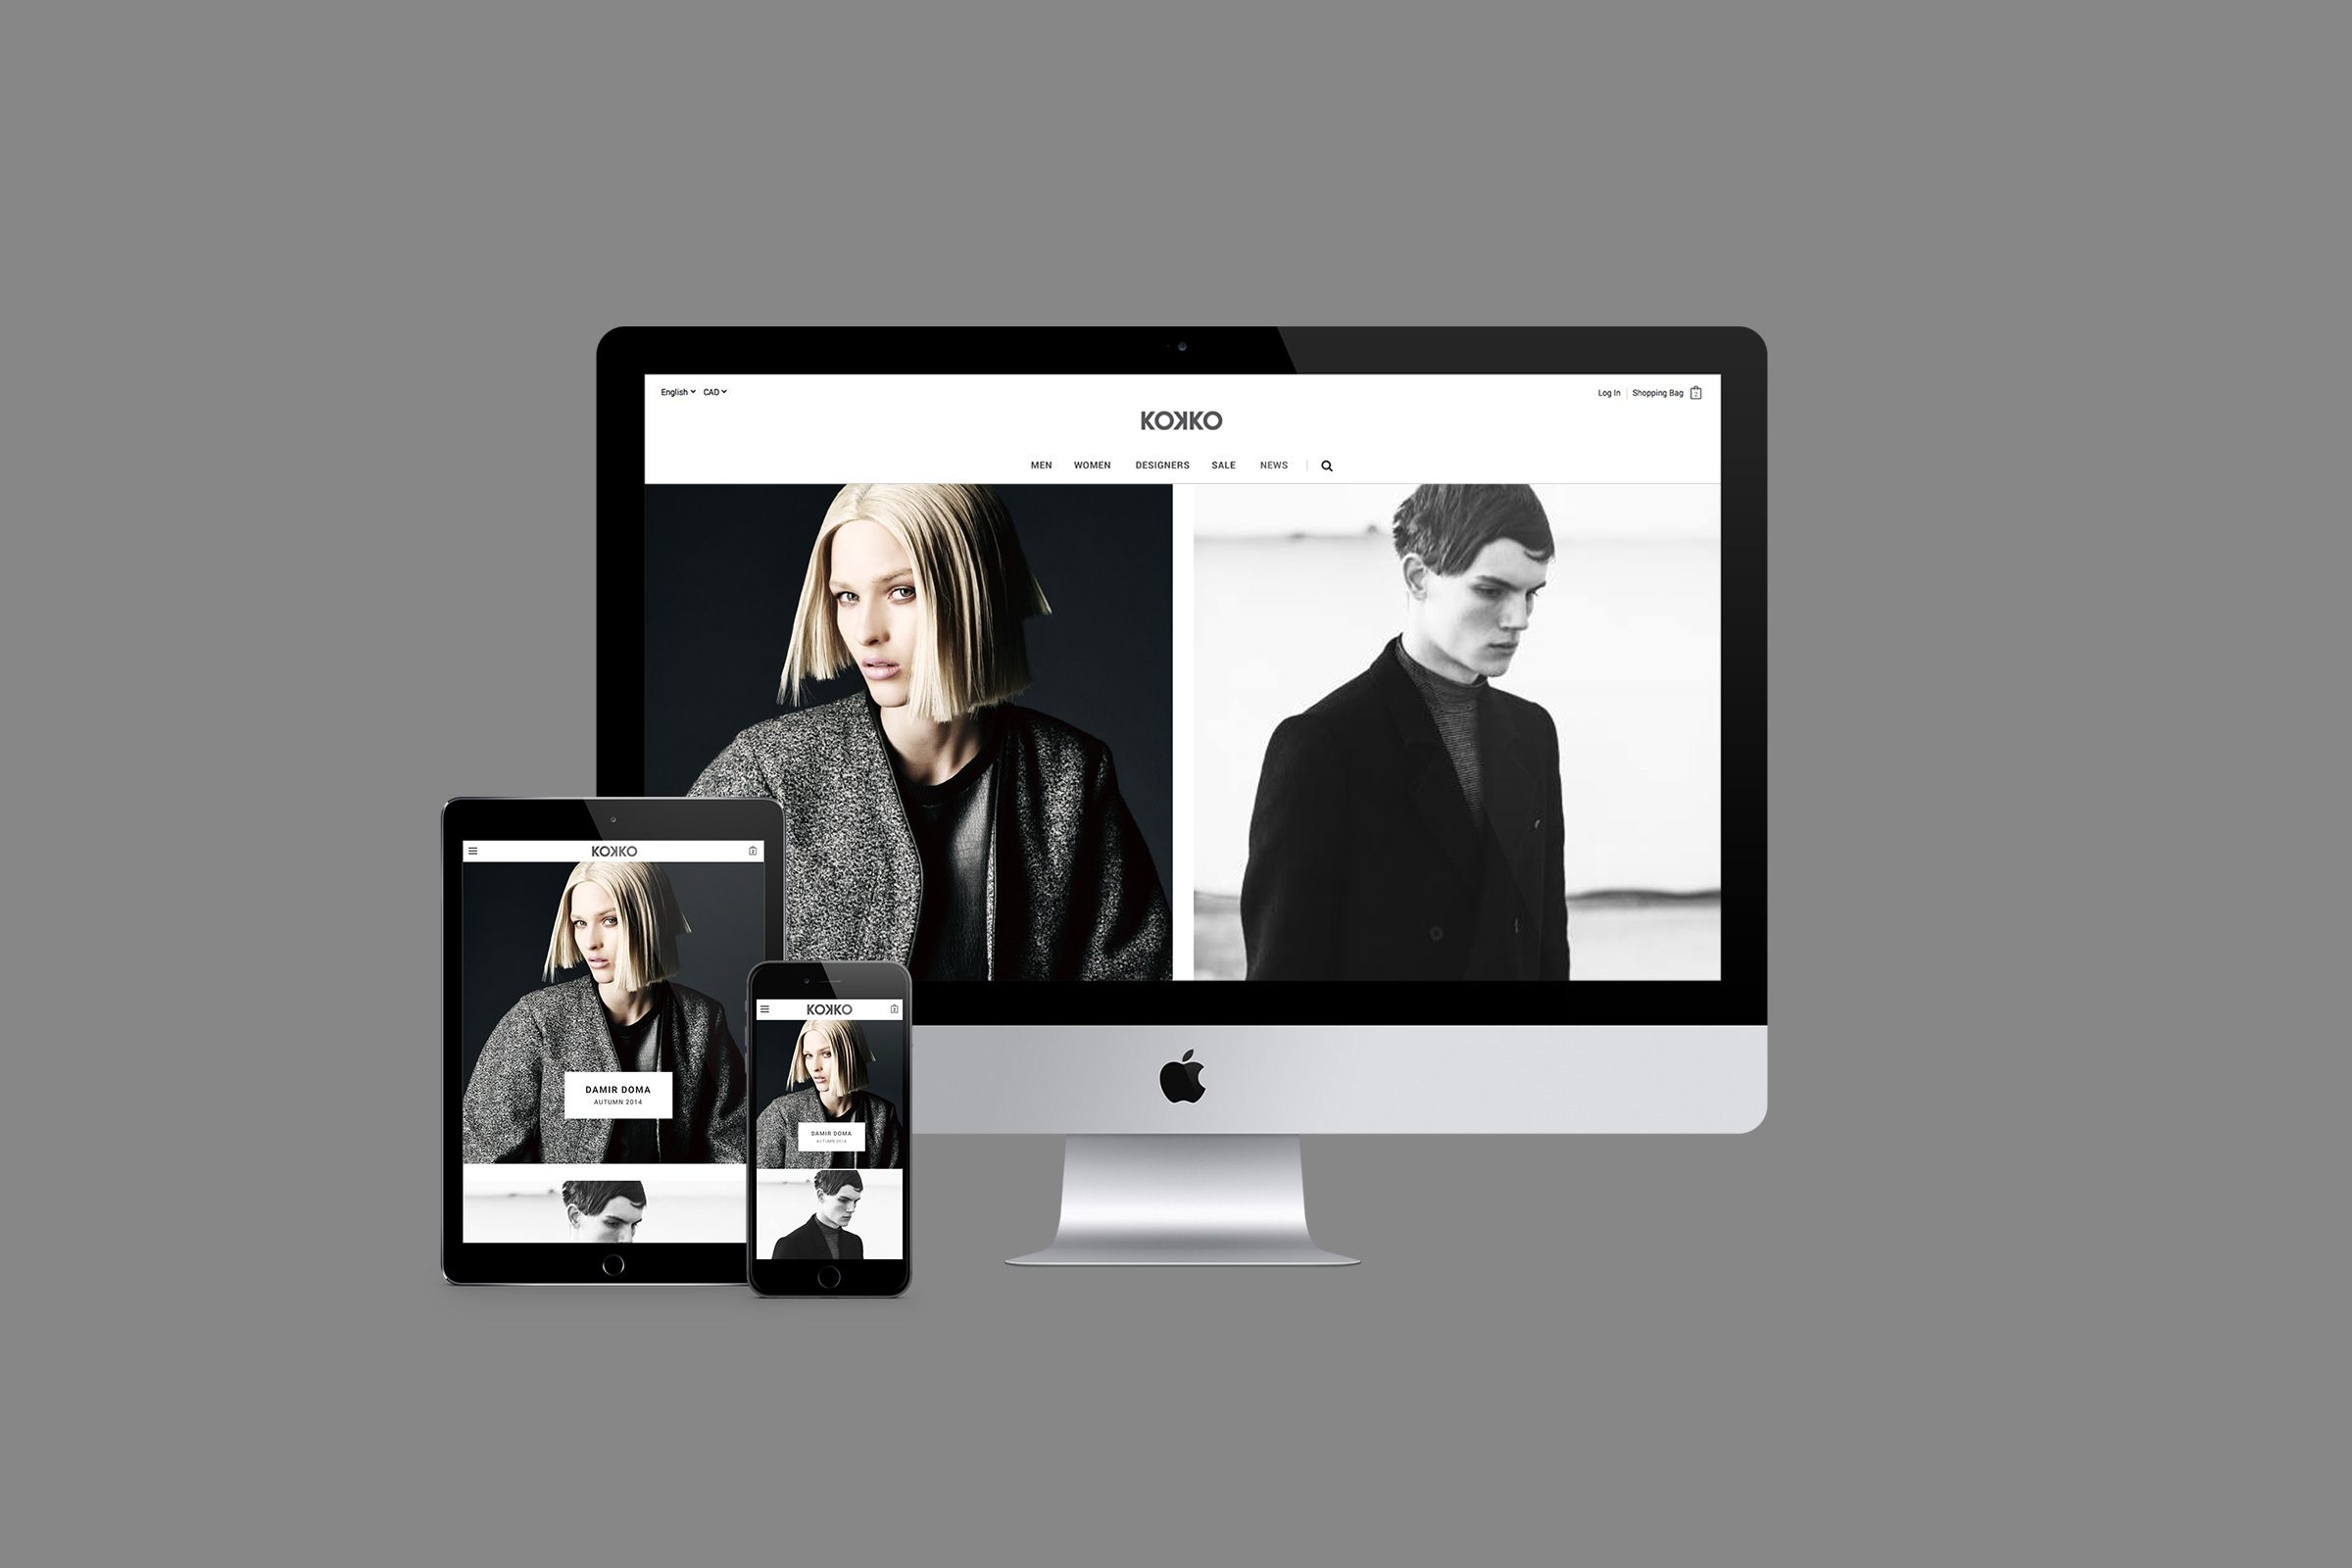 English CAD
Log In Shopping Bag 2
KOKKO
MEN WOMEN DESIGNERS SALE NEWS
KOKKO
DAMIR DOMA
AUTUMN 2014
KOKKO
DAMIR DOMA
AUTUMN 2014